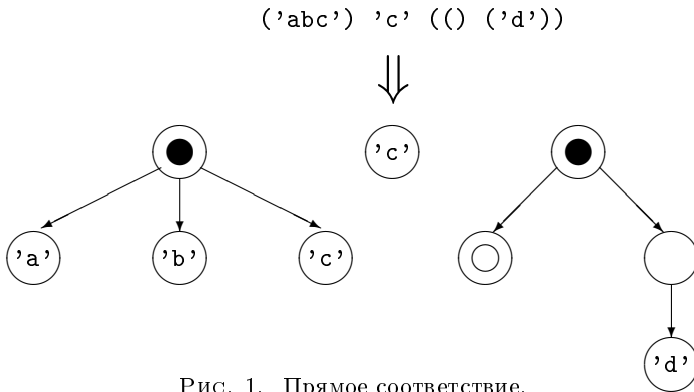 ('abc') 'c' (() ('d'))
'c'
'a' 'b' 'c'
'd'
Рис. 1. Прямое соответствие.